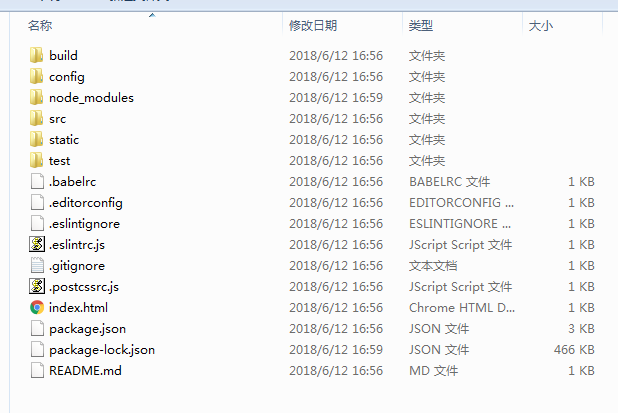 名称 修改日期 类型 大小
build 2018/6/12 16:56 文件夹
config 2018/6/12 16:56 文件夹
node_modules 2018/6/12 16:59 文件夹
src 2018/6/12 16:56 文件夹
static 2018/6/12 16:56 文件夹
test 2018/6/12 16:56 文件夹
.babelrc 2018/6/12 16:56 BABELRC 文件 1 KB
.editorconfig 2018/6/12 16:56 EDITORCONFIG ... 1 KB
.eslintignore 2018/6/12 16:56 ESLINTIGNORE ... 1 KB
.eslintrc.js 2018/6/12 16:56 JScript Script 文件 1 KB
.gitignore 2018/6/12 16:56 文本文档 1 KB
.postcssrc.js 2018/6/12 16:56 JScript Script 文件 1 KB
index.html 2018/6/12 16:56 Chrome HTML D... 1 KB
package.json 2018/6/12 16:56 JSON 文件 3 KB
package-lock.json 2018/6/12 16:59 JSON 文件 466 KB
README.md 2018/6/12 16:56 MD 文件 1 KB